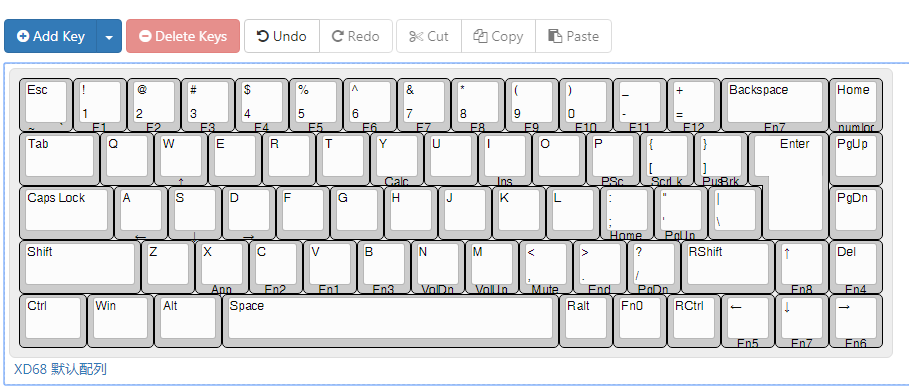 Add Key Delete Keys Undo Redo Cut Copy Paste
Esc ! @ # $ % ^ & * ( ) _ + Backspace Home
1 2 3 4 5 6 7 8 9 0 - =
~ ` F1 F2 F3 F4 F5 F6 F7 F8 F9 F10 F11 F12 Fn7
Tab Q W E R T Y U I O P { } Enter PgUp
[ ]
↑ Calc Ins PSc ScrLk PusBrk
Caps Lock A S D F G H J K L : " | PgDn
; ' \
← ↓ → Home PgUp
Shift Z X C V B N M < > ? RShift ↑ Del
, . /
App Fn2 Fn1 Fn3 VolDn VolUp Mute End PgDn Fn8 Fn4
Ctrl Win Alt Space Ralt Fn0 RCtrl ← ↓ →
Fn5 Fn7 Fn6
XD68 默认配列